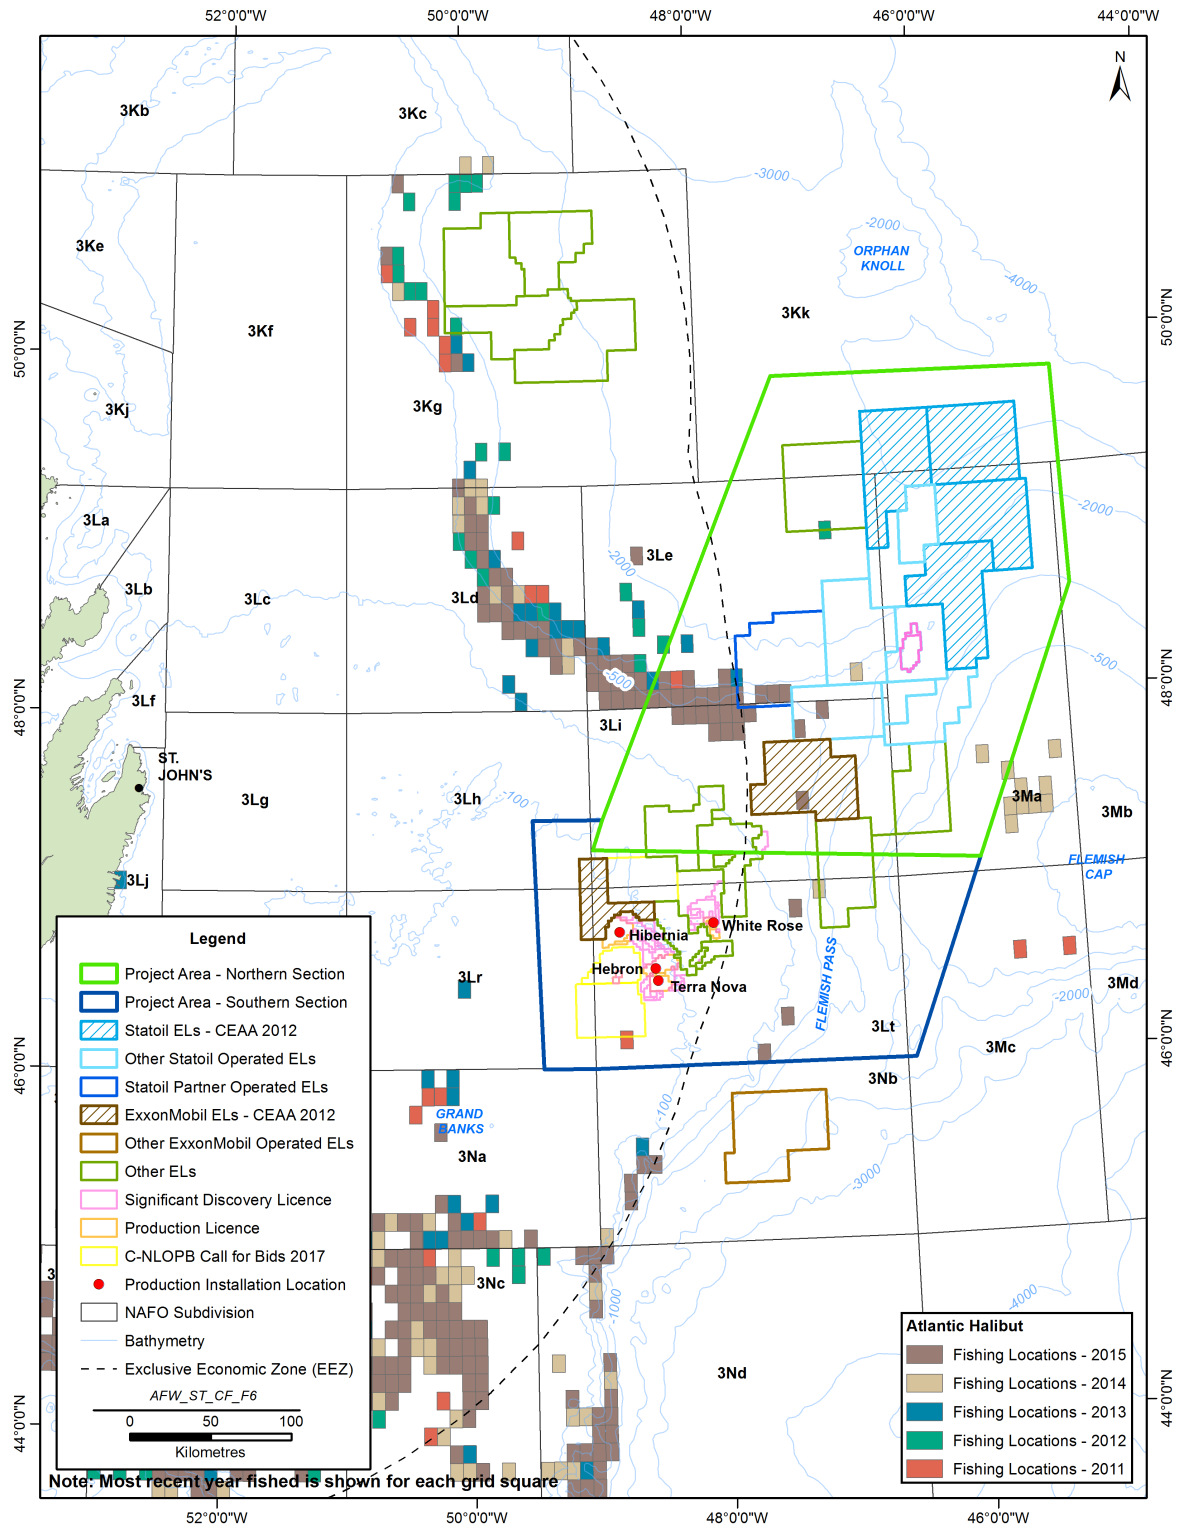 52°0'0"W 50°0'0"W 48°0'0"W 46°0'0"W 44°0'0"W
N
3Kb
3Kc
-3000
-2000
3Ke
ORPHAN
KNOLL
-4000
3Kk
50°0'0"N
50°0'0"N
3Kf
3Kg
3Kj
-2000
3La
3Le
-2000
3Lb
3Lc
3Ld
-500
-500
48°0'0"N
48°0'0"N
3Lf
3Li
ST.
JOHN'S
3Lg
3Lh
-100
3Ma
3Mb
FLEMISH
CAP
3Lj
White Rose
Hibernia
Hebron
Terra Nova
3Lr
FLEMISH PASS
3Md
-2000
3Lt
3Mc
46°0'0"N
46°0'0"N
3Nb
-100
GRAND
BANKS
3Na
-3000
3
3Nc
-1000
-4000
3Nd
44°0'0"N
44°0'0"N
Legend
Project Area - Northern Section
Project Area - Southern Section
Statoil ELs - CEAA 2012
Other Statoil Operated ELs
Statoil Partner Operated ELs
ExxonMobil ELs - CEAA 2012
Other ExxonMobil Operated ELs
Other ELs
Significant Discovery Licence
Production Licence
C-NLOPB Call for Bids 2017
Production Installation Location
NAFO Subdivision
Bathymetry
Exclusive Economic Zone (EEZ)
AFW_ST_CF_F6
0 50 100
Kilometres
Atlantic Halibut
Fishing Locations - 2015
Fishing Locations - 2014
Fishing Locations - 2013
Fishing Locations - 2012
Fishing Locations - 2011
Note: Most recent year fished is shown for each grid square
52°0'0"W 50°0'0"W 48°0'0"W 46°0'0"W